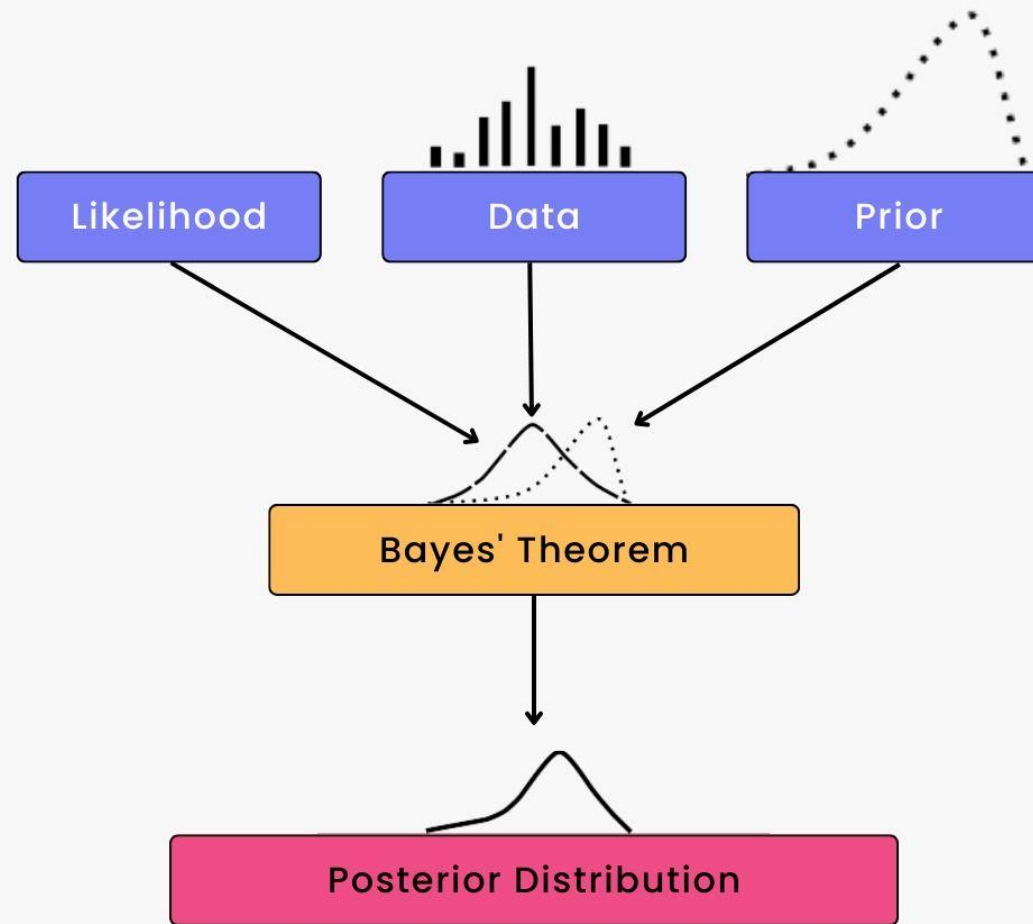 Likelihood
Data
Prior
Bayes' Theorem
Posterior Distribution